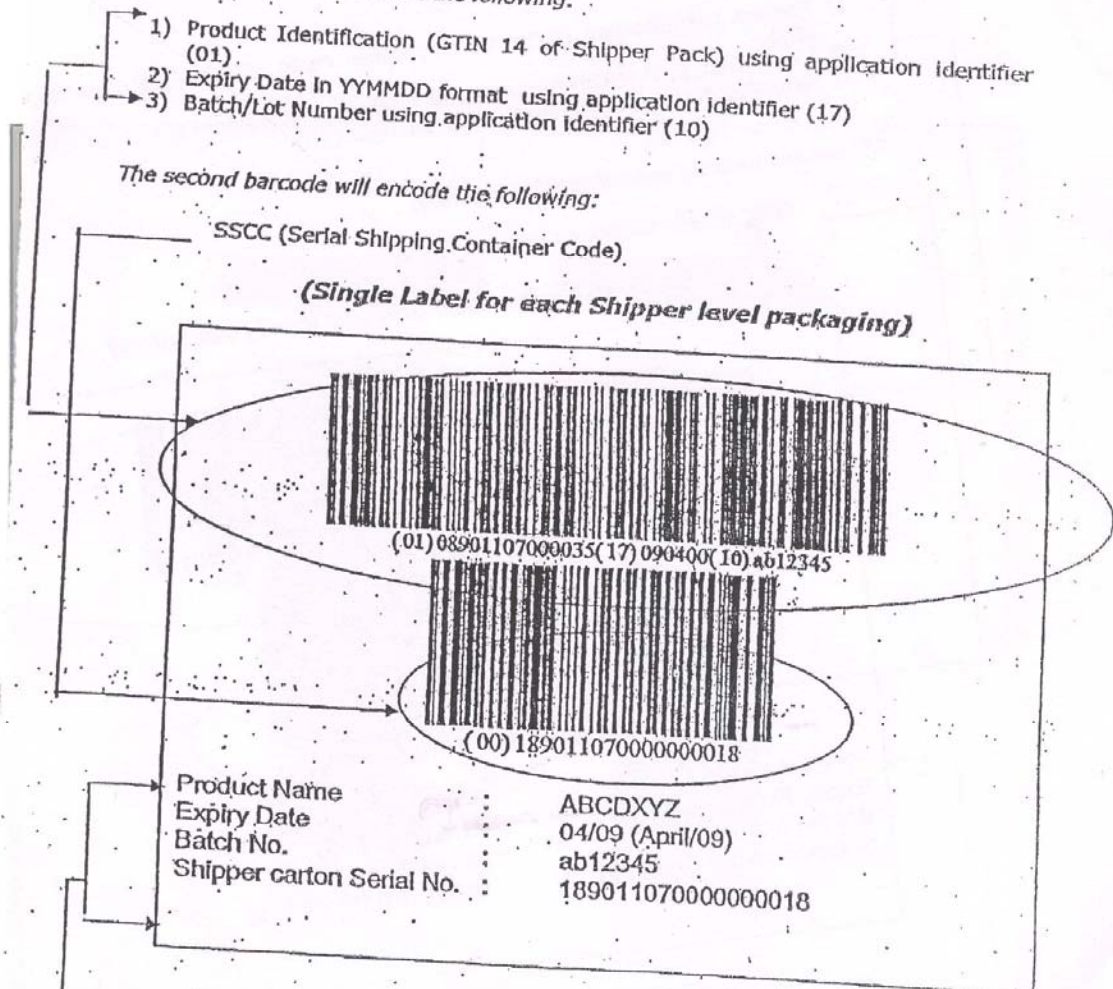 following:
1) Product Identification (GTIN 14 of Shipper Pack) using application identifier
(01)
2) Expiry Date in YYMMDD format using application identifier (17)
3) Batch/Lot Number using application identifier (10)
The second barcode will encode the following:
SSCC (Serial Shipping Container Code)
(Single Label for each Shipper level packaging)
(01)08901107000035(17)090400(10)ab12345
(00)189011070000000018
Product Name : ABCDXYZ
Expiry Date : 04/09 (April/09)
Batch No. : ab12345
Shipper carton Serial No. : 189011070000000018